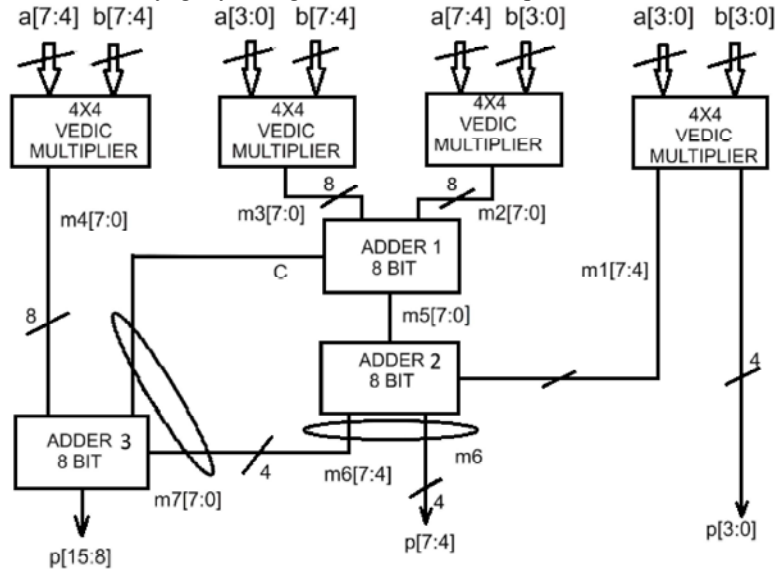 a[7:4] b[7:4] a[3:0] b[7:4] a[7:4] b[3:0] a[3:0] b[3:0]
4X4
VEDIC
MULTIPLIER
4X4
VEDIC
MULTIPLIER
4X4
VEDIC
MULTIPLIER
4X4
VEDIC
MULTIPLIER
8
8
m4[7:0]
m3[7:0]
m2[7:0]
ADDER 1
8 BIT
C
m1[7:4]
m5[7:0]
8
ADDER 2
8 BIT
4
ADDER 3
8 BIT
4
m7[7:0]
m6[7:4]
m6
4
p[15:8]
p[7:4]
p[3:0]